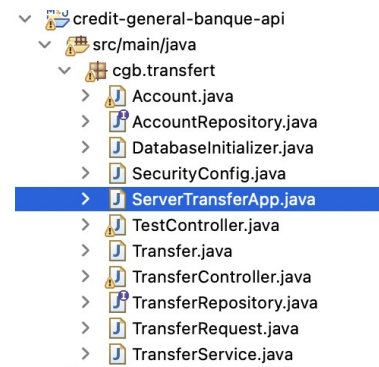 credit-general-banque-api
src/main/java
cgb.transfert
Account.java
AccountRepository.java
DatabaseInitializer.java
SecurityConfig.java
ServerTransferApp.java
TestController.java
Transfer.java
TransferController.java
TransferRepository.java
TransferRequest.java
TransferService.java